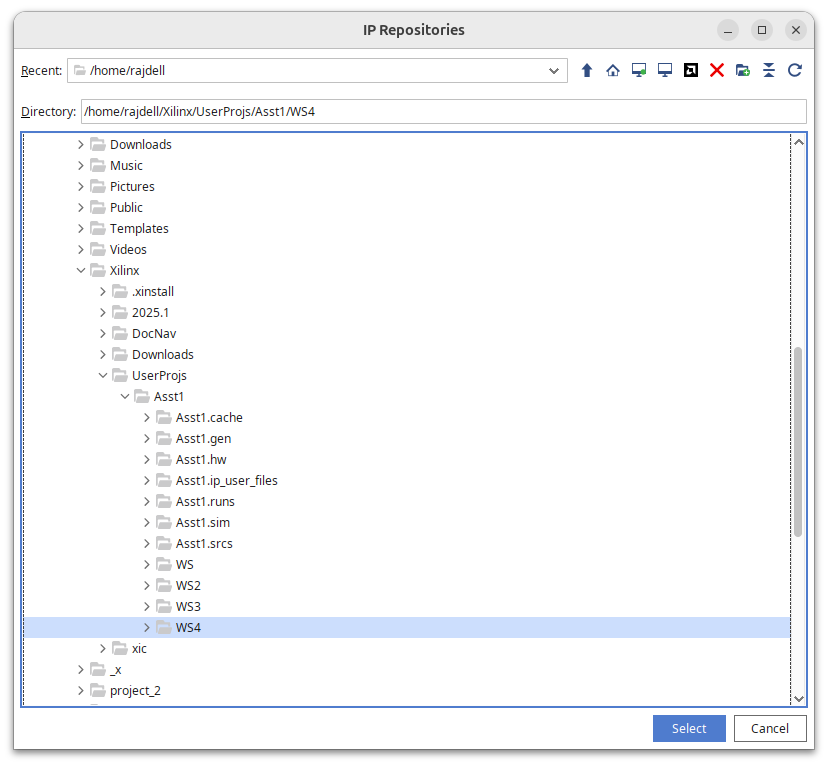 IP Repositories
Recent: /home/rajdell
Directory: /home/rajdell/Xilinx/UserProjs/Asst1/WS4
Downloads
Music
Pictures
Public
Templates
Videos
Xilinx
.xinstall
2025.1
DocNav
Downloads
UserProjs
Asst1
Asst1.cache
Asst1.gen
Asst1.hw
Asst1.ip_user_files
Asst1.runs
Asst1.sim
Asst1.srcs
WS
WS2
WS3
WS4
xic
_x
project_2
Select Cancel